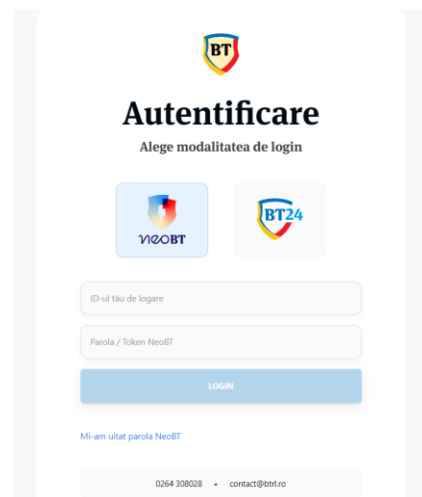 BT
Autentificare
Alege modalitatea de login
neoBT
BT24
ID-ul tău de logare
Parola / Token NeoBT
LOGIN
Mi-am uitat parola NeoBT
0264 308028 • contact@btrl.ro